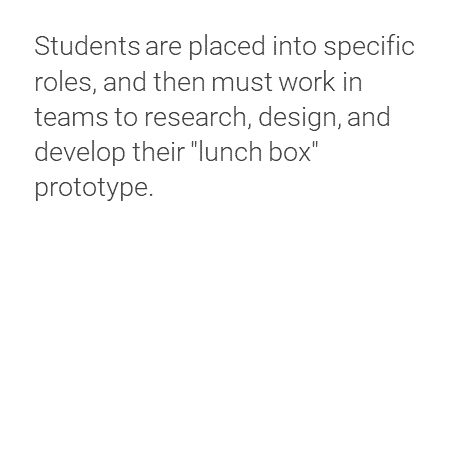 Students are placed into specific
roles, and then must work in
teams to research, design, and
develop their "lunch box"
prototype.